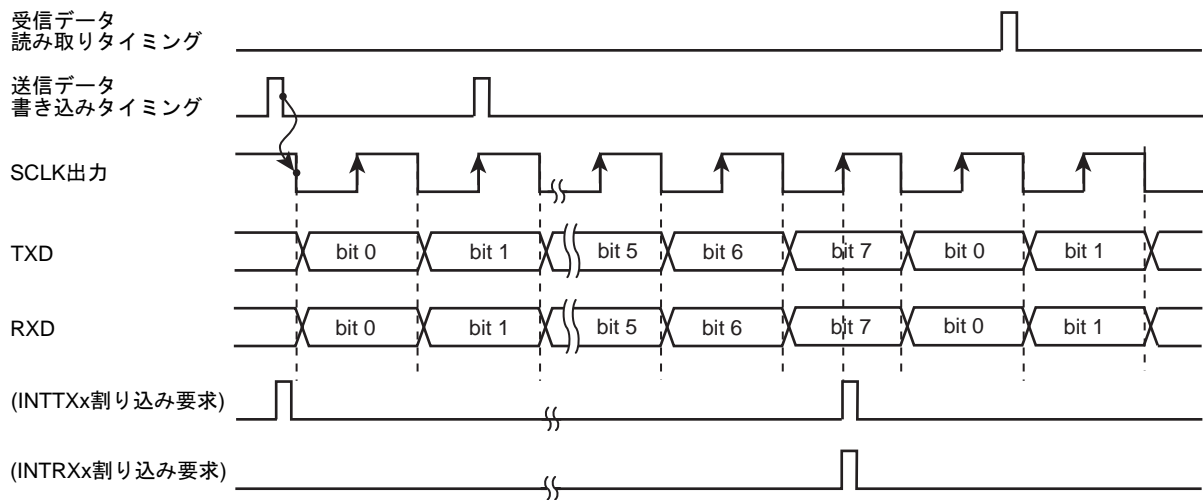 受信データ
読み取りタイミング
送信データ
書き込みタイミング
SCLK出力
TXD
bit 0
bit 1
bit 5
bit 6
bit 7
bit 0
bit 1
RXD
bit 0
bit 1
bit 5
bit 6
bit 7
bit 0
bit 1
(INTTXx割り込み要求)
(INTRXx割り込み要求)